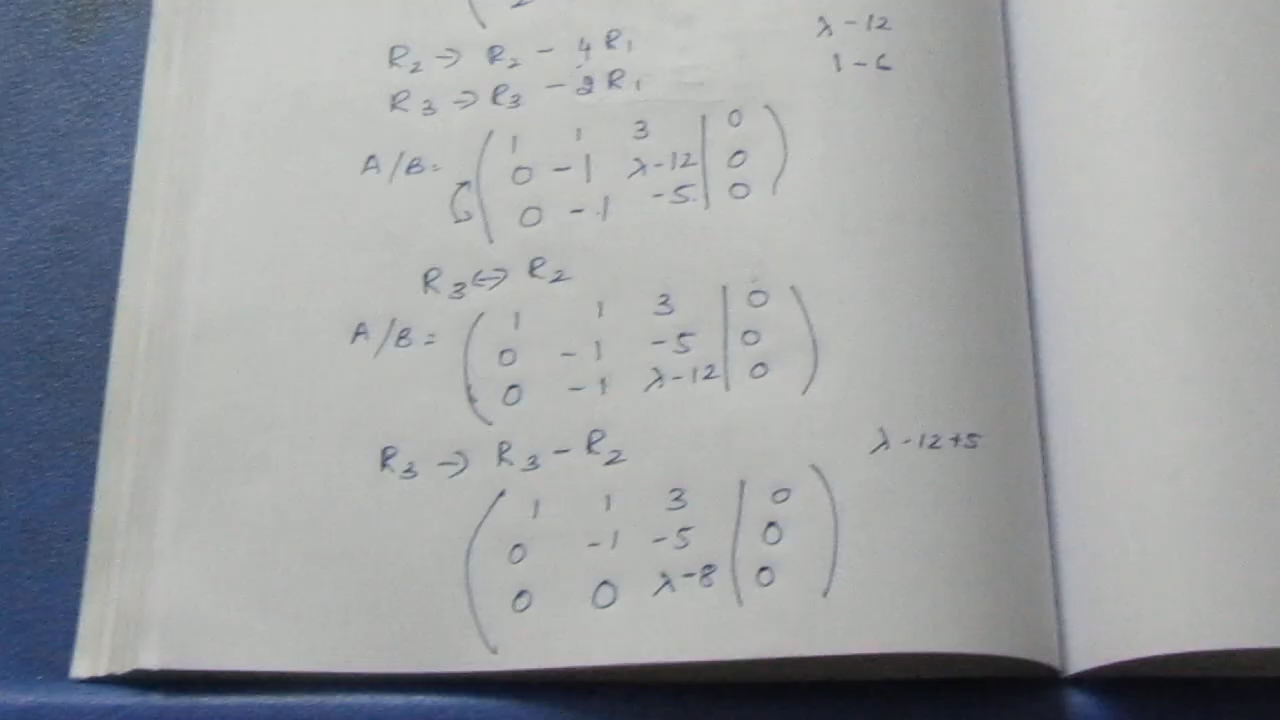 2
R2 → R2 - 4R1
λ-12
1-6
R3 → R3 - 2R1
1 1 3 | 0
A/B = 0 -1 λ-12 | 0
0 -1 -5 | 0
R3 ↔ R2
1 1 3 | 0
A/B = 0 -1 -5 | 0
0 -1 λ-12 | 0
R3 → R3 - R2
λ-12+5
1 1 3 | 0
0 -1 -5 | 0
0 0 λ-8 | 0